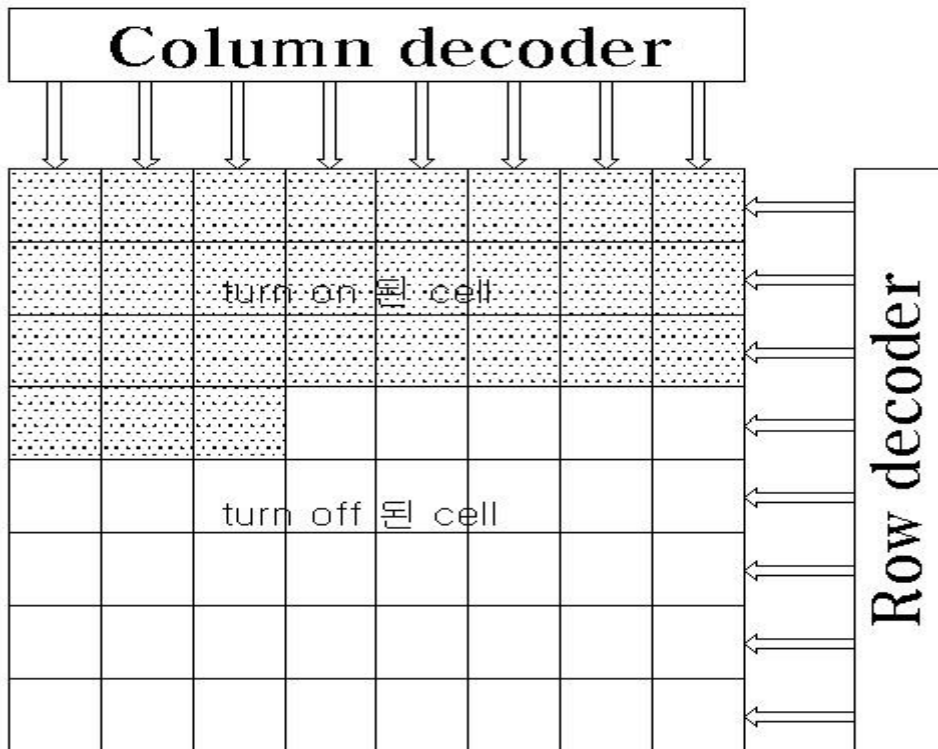 Column decoder
turn on 된 cell
turn off 된 cell
Row decoder